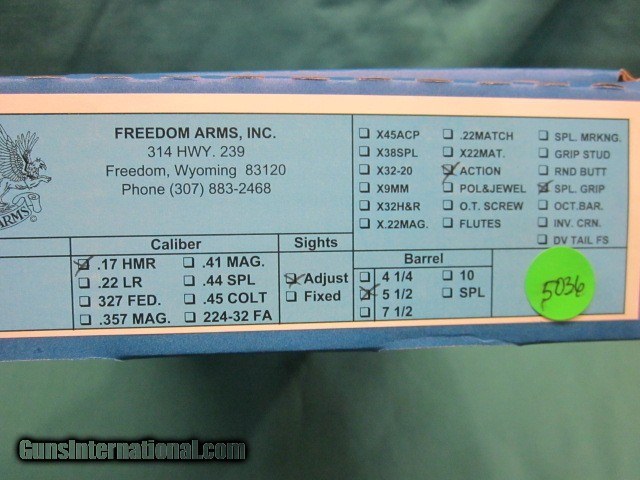 FREEDOM ARMS, INC.
314 HWY. 239
Freedom, Wyoming 83120
Phone (307) 883-2468
ARMS
☐ X45ACP ☐ .22MATCH ☐ SPL. MRKNG.
☐ X38SPL ☐ X22MAT. ☐ GRIP STUD
☐ X32-20 ☑ ACTION ☐ RND BUTT
☐ X9MM ☐ POL&JEWEL ☑ SPL. GRIP
☐ X32H&R ☐ O.T. SCREW ☐ OCT.BAR.
☐ X.22MAG. ☐ FLUTES ☐ INV. CRN.
☐ DV TAIL FS
Caliber
☑ .17 HMR ☐ .41 MAG.
☐ .22 LR ☐ .44 SPL
☐ 327 FED. ☐ .45 COLT
☐ .357 MAG. ☐ 224-32 FA
Sights
☑ Adjust
☐ Fixed
Barrel
☐ 4 1/4 ☐ 10
☑ 5 1/2 ☐ SPL
☐ 7 1/2
5036
GunsInternational.com